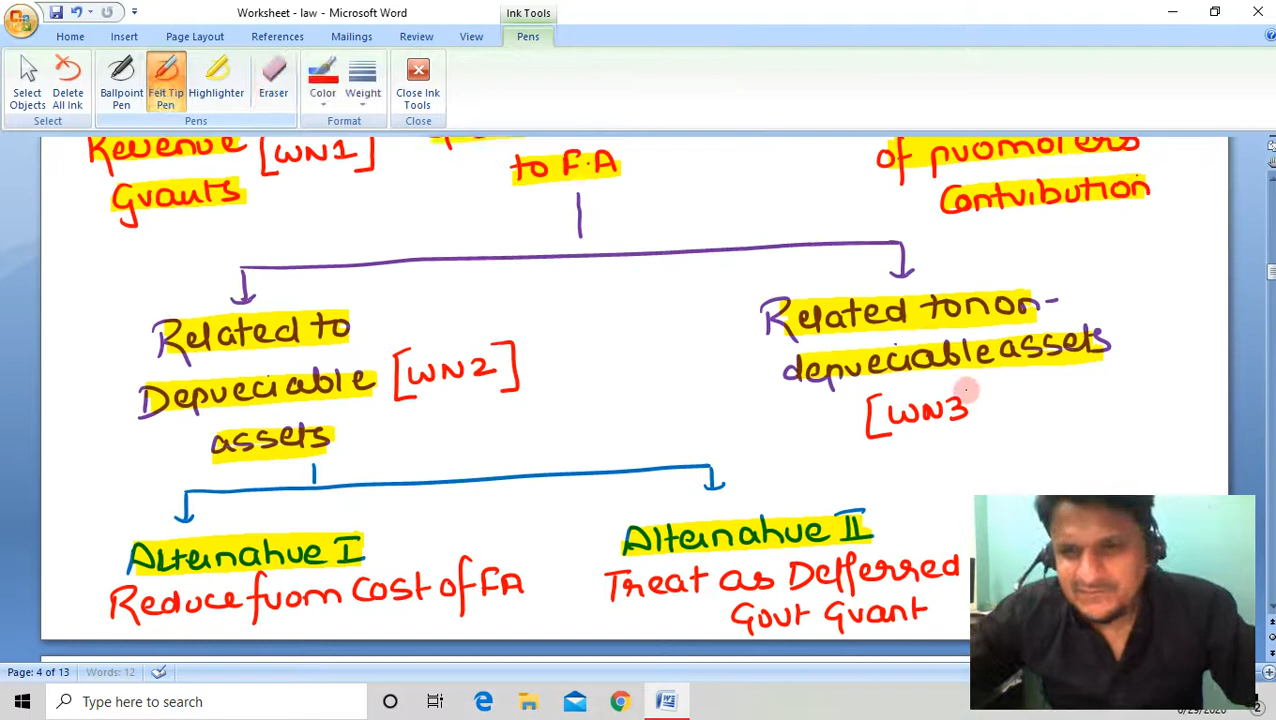 Worksheet - law - Microsoft Word
Ink Tools
Home Insert Page Layout References Mailings Review View Pens
Select Objects
Delete All Ink
Ballpoint Pen
Felt Tip Pen
Highlighter
Eraser
Color
Weight
Close Ink Tools
Select Pens Format Close
Revenue [WN1]
Grants
to F.A
of promoters
Contribution
Related to
Depreciable [WN2]
assets
Related to non-
depreciable assets
[WN3
Alternative I
Reduce from Cost of FA
Alternative II
Treat as Defferred
Govt Grant
Page: 4 of 13 Words: 12
Type here to search
6/29/2020